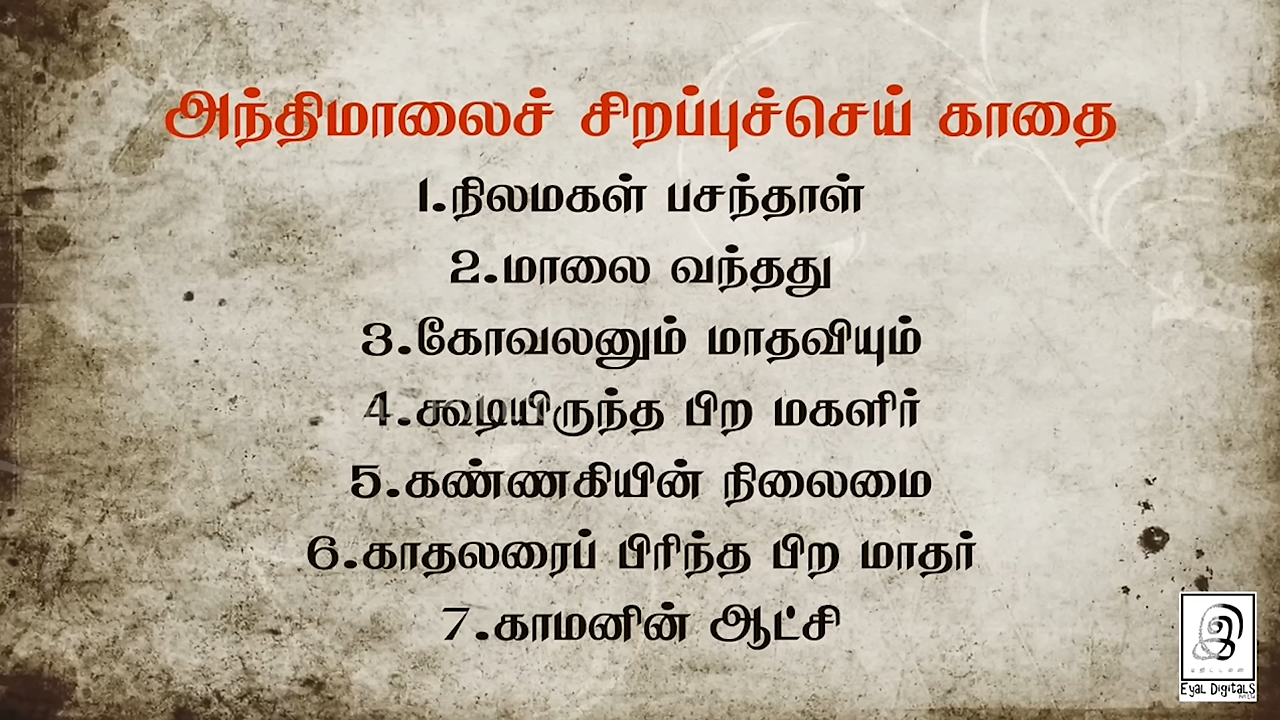 அந்திமாலைச் சிறப்புச்செய் காதை
1.நிலமகள் பசந்தாள்
2.மாலை வந்தது
3.கோவலனும் மாதவியும்
4.கூடியிருந்த பிற மகளிர்
5.கண்ணகியின் நிலைமை
6.காதலரைப் பிரிந்த பிற மாதர்
7.காமனின் ஆட்சி
இ
Eyal Digitals